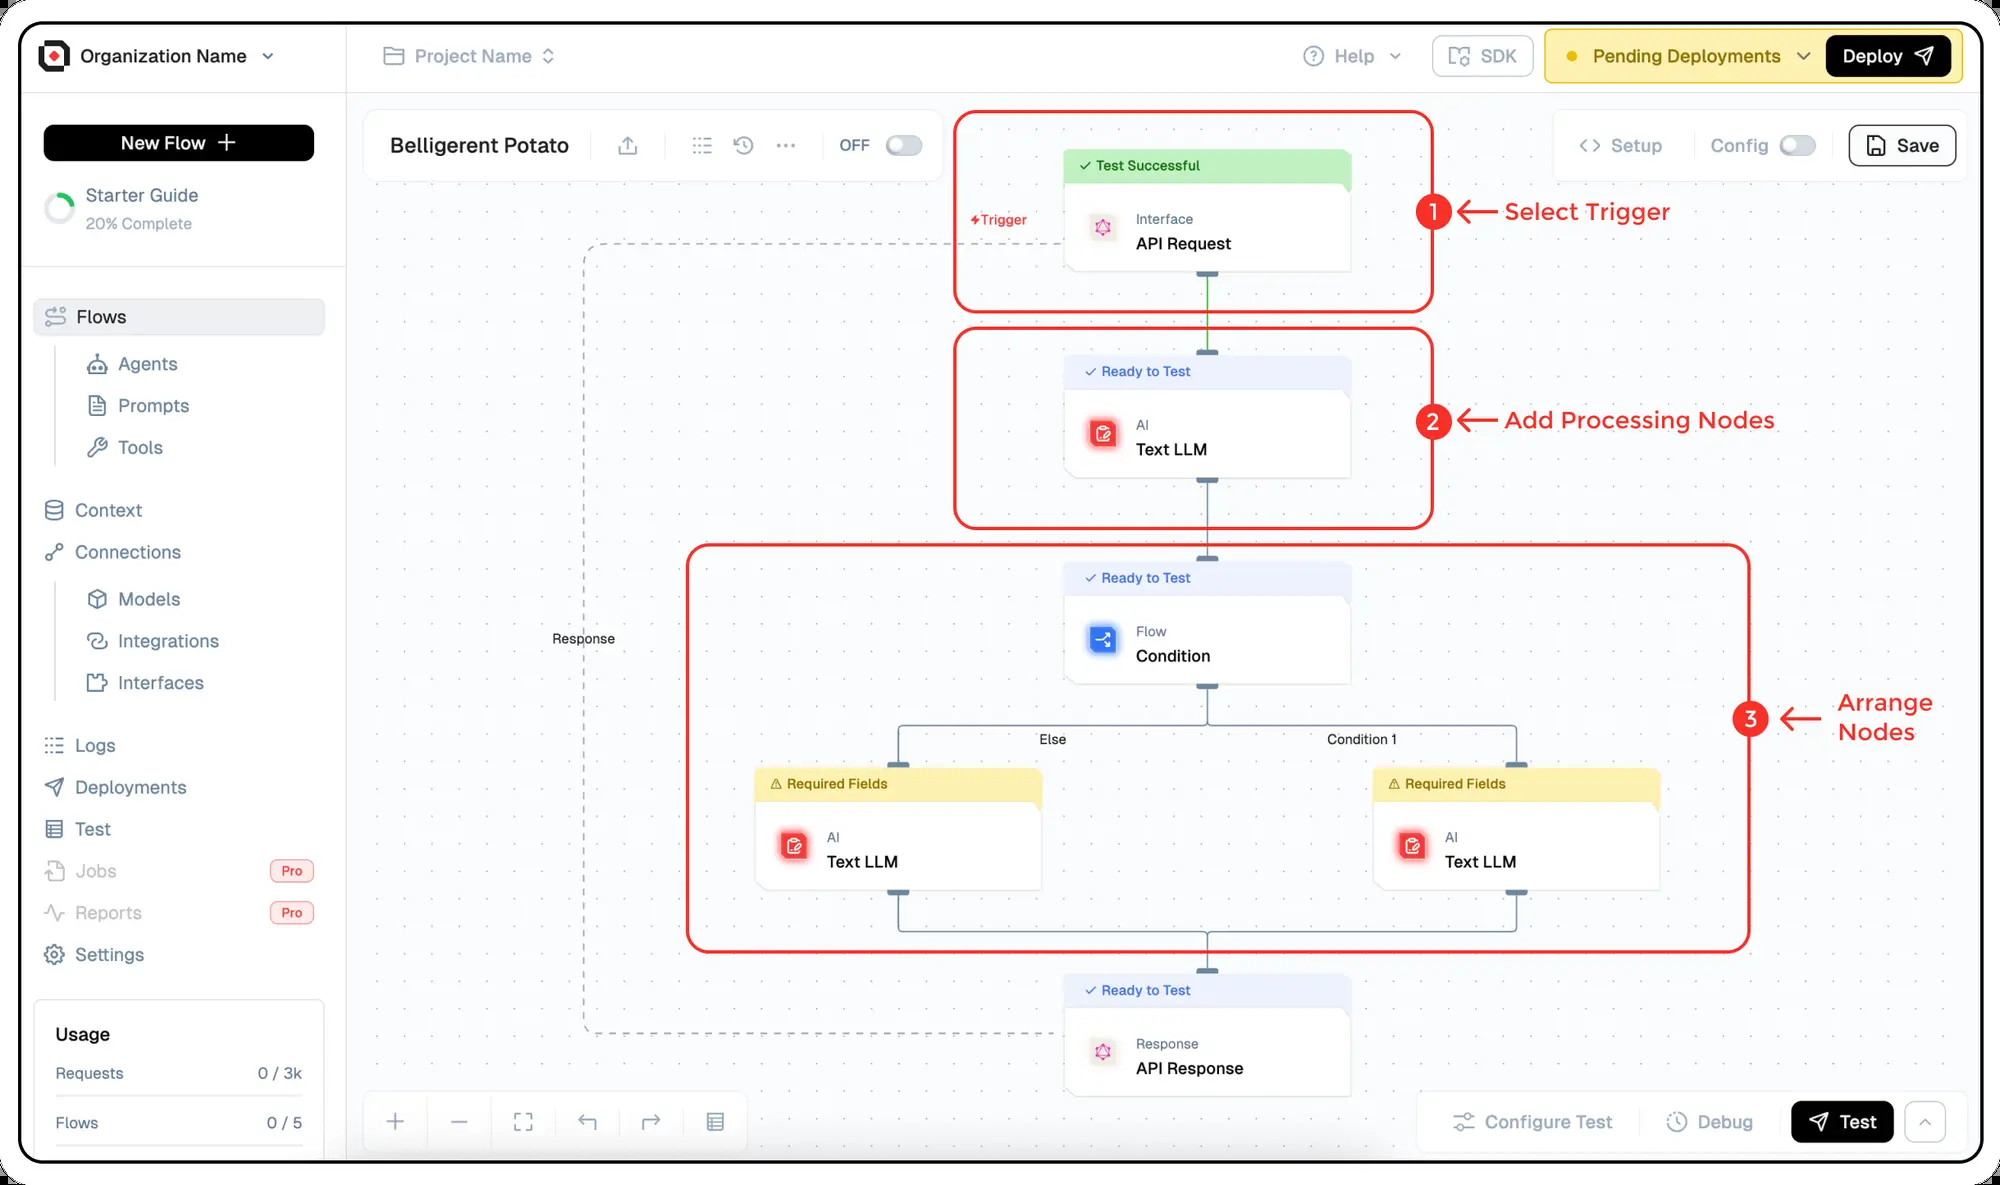 Organization Name
Project Name
Help
SDK
Pending Deployments
Deploy
New Flow
Starter Guide
20% Complete
Flows
Agents
Prompts
Tools
Context
Connections
Models
Integrations
Interfaces
Logs
Deployments
Test
Jobs Pro
Reports Pro
Settings
Usage
Requests 0 / 3k
Flows 0 / 5
Belligerent Potato
OFF
Setup
Config
Save
Test Successful
Trigger
Interface
API Request
1 Select Trigger
Ready to Test
AI
Text LLM
2 Add Processing Nodes
Ready to Test
Flow
Condition
Response
Else
Condition 1
3 Arrange
Nodes
Required Fields
AI
Text LLM
Required Fields
AI
Text LLM
Ready to Test
Response
API Response
Configure Test
Debug
Test